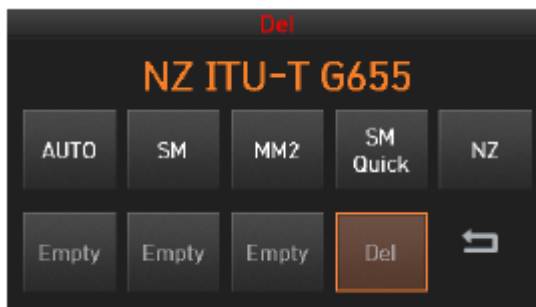 Del
NZ ITU-T G655
AUTO SM MM2 SM Quick NZ
Empty Empty Empty Del